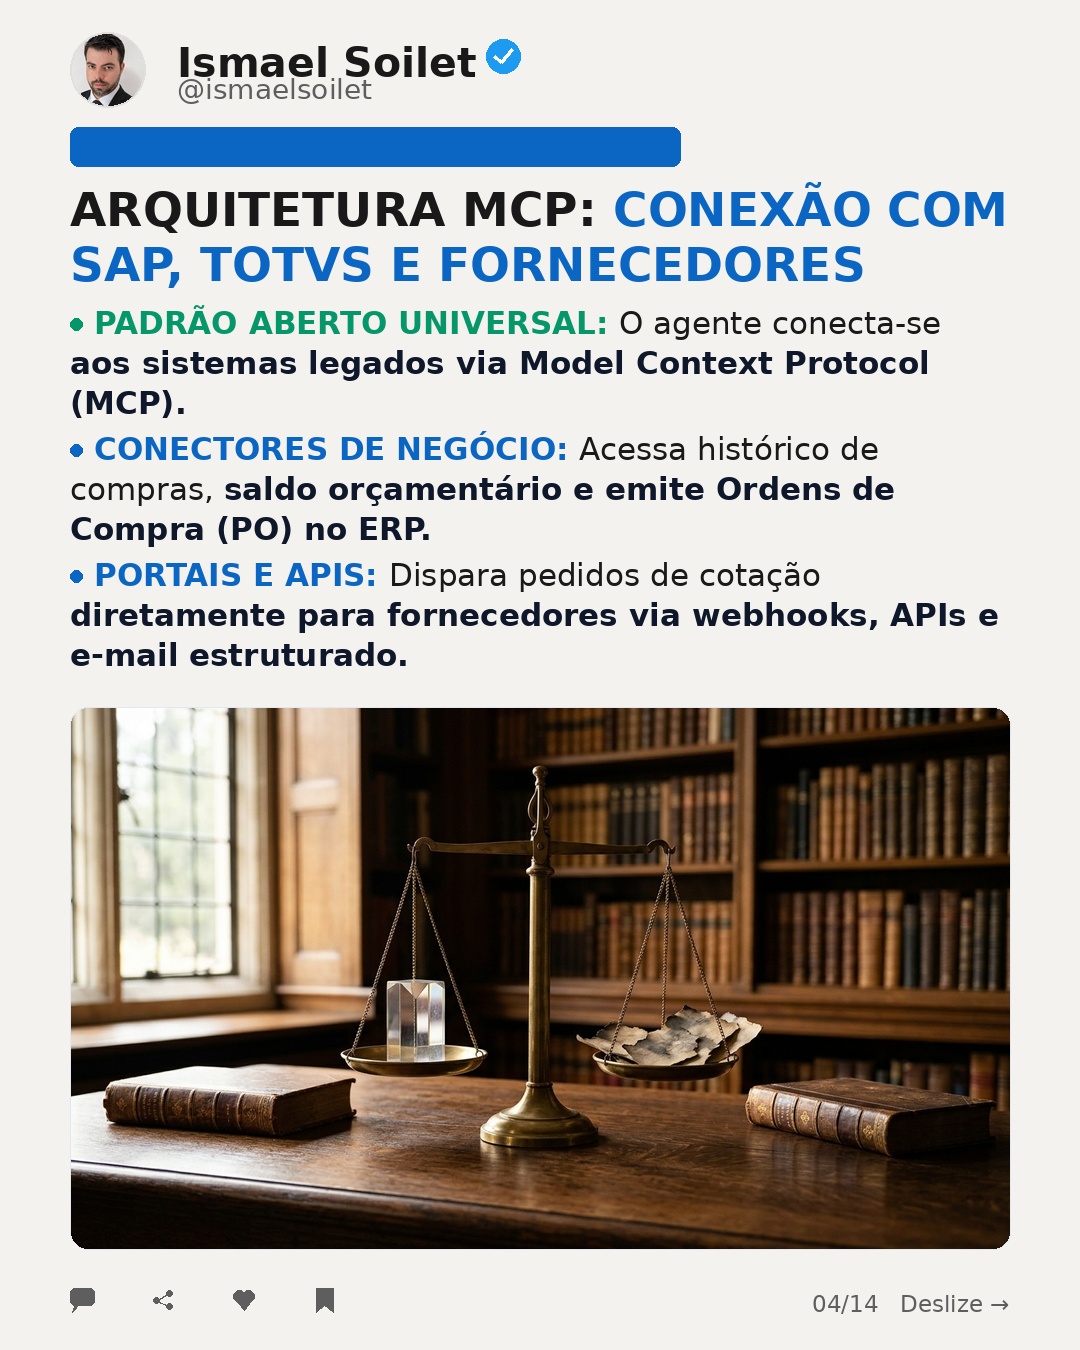 Ismael Soilet
@ismaelsoilet
ARQUITETURA MCP: CONEXÃO COM
SAP, TOTVS E FORNECEDORES
• PADRÃO ABERTO UNIVERSAL: O agente conecta-se
aos sistemas legados via Model Context Protocol
(MCP).
• CONECTORES DE NEGÓCIO: Acessa histórico de
compras, saldo orçamentário e emite Ordens de
Compra (PO) no ERP.
• PORTAIS E APIS: Dispara pedidos de cotação
diretamente para fornecedores via webhooks, APIs e
e-mail estruturado.
04/14 Deslize →